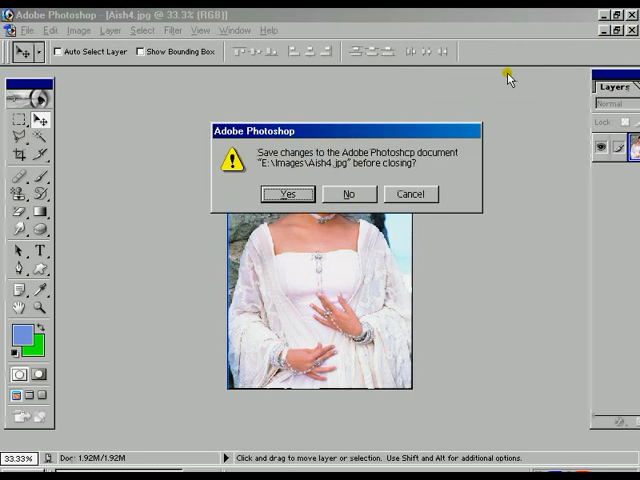 Adobe Photoshop - [Aish4.jpg @ 33.3% (RGB)]
File Edit Image Layer Select Filter View Window Help
Auto Select Layer Show Bounding Box
Layers
Normal
Lock:
Adobe Photoshop
Save changes to the Adobe Photoshop document
"E:\Images\Aish4.jpg" before closing?
Yes No Cancel
T
33.33% Doc: 1.92M/1.92M Click and drag to move layer or selection. Use Shift and Alt for additional options.